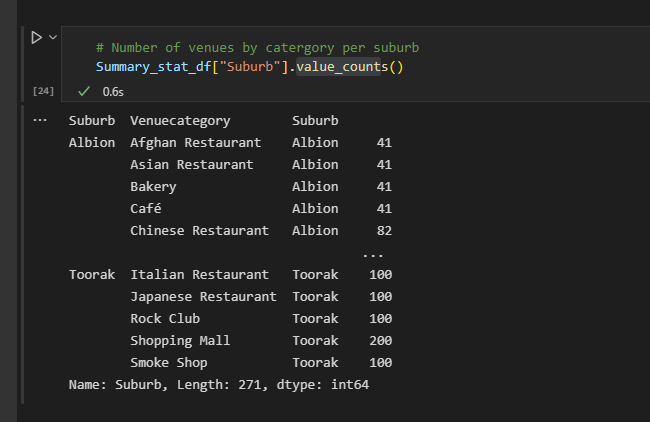 # Number of venues by catergory per suburb
Summary_stat_df["Suburb"].value_counts()
[24] 0.6s
... Suburb Venuecategory Suburb
Albion Afghan Restaurant Albion 41
Asian Restaurant Albion 41
Bakery Albion 41
Café Albion 41
Chinese Restaurant Albion 82
...
Toorak Italian Restaurant Toorak 100
Japanese Restaurant Toorak 100
Rock Club Toorak 100
Shopping Mall Toorak 200
Smoke Shop Toorak 100
Name: Suburb, Length: 271, dtype: int64